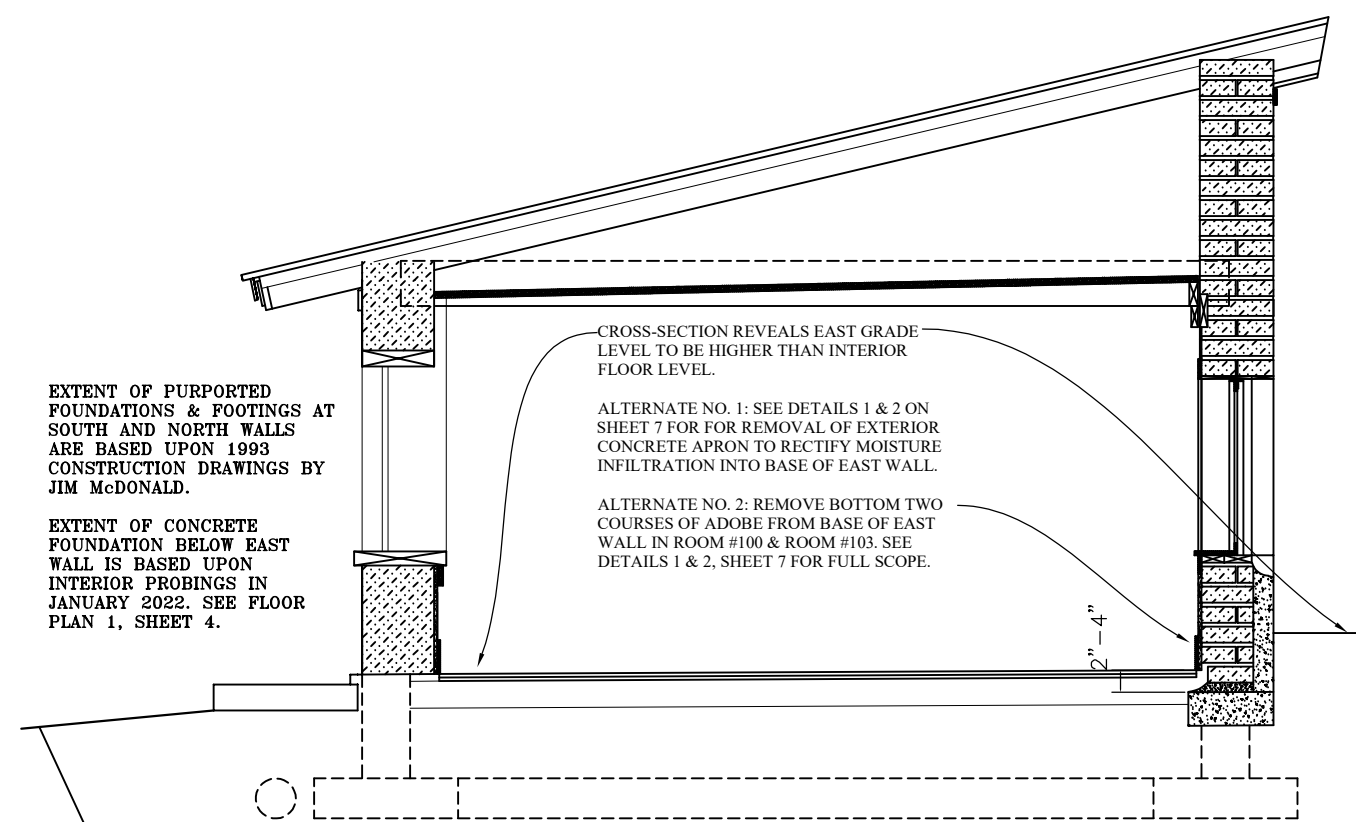 CROSS-SECTION REVEALS EAST GRADE
LEVEL TO BE HIGHER THAN INTERIOR
FLOOR LEVEL.
ALTERNATE NO. 1: SEE DETAILS 1 & 2 ON
SHEET 7 FOR FOR REMOVAL OF EXTERIOR
CONCRETE APRON TO RECTIFY MOISTURE
INFILTRATION INTO BASE OF EAST WALL.
ALTERNATE NO. 2: REMOVE BOTTOM TWO
COURSES OF ADOBE FROM BASE OF EAST
WALL IN ROOM #100 & ROOM #103. SEE
DETAILS 1 & 2, SHEET 7 FOR FULL SCOPE.
EXTENT OF PURPORTED
FOUNDATIONS & FOOTINGS AT
SOUTH AND NORTH WALLS
ARE BASED UPON 1993
CONSTRUCTION DRAWINGS BY
JIM McDONALD.
EXTENT OF CONCRETE
FOUNDATION BELOW EAST
WALL IS BASED UPON
INTERIOR PROBINGS IN
JANUARY 2022. SEE FLOOR
PLAN 1, SHEET 4.
2"-4"